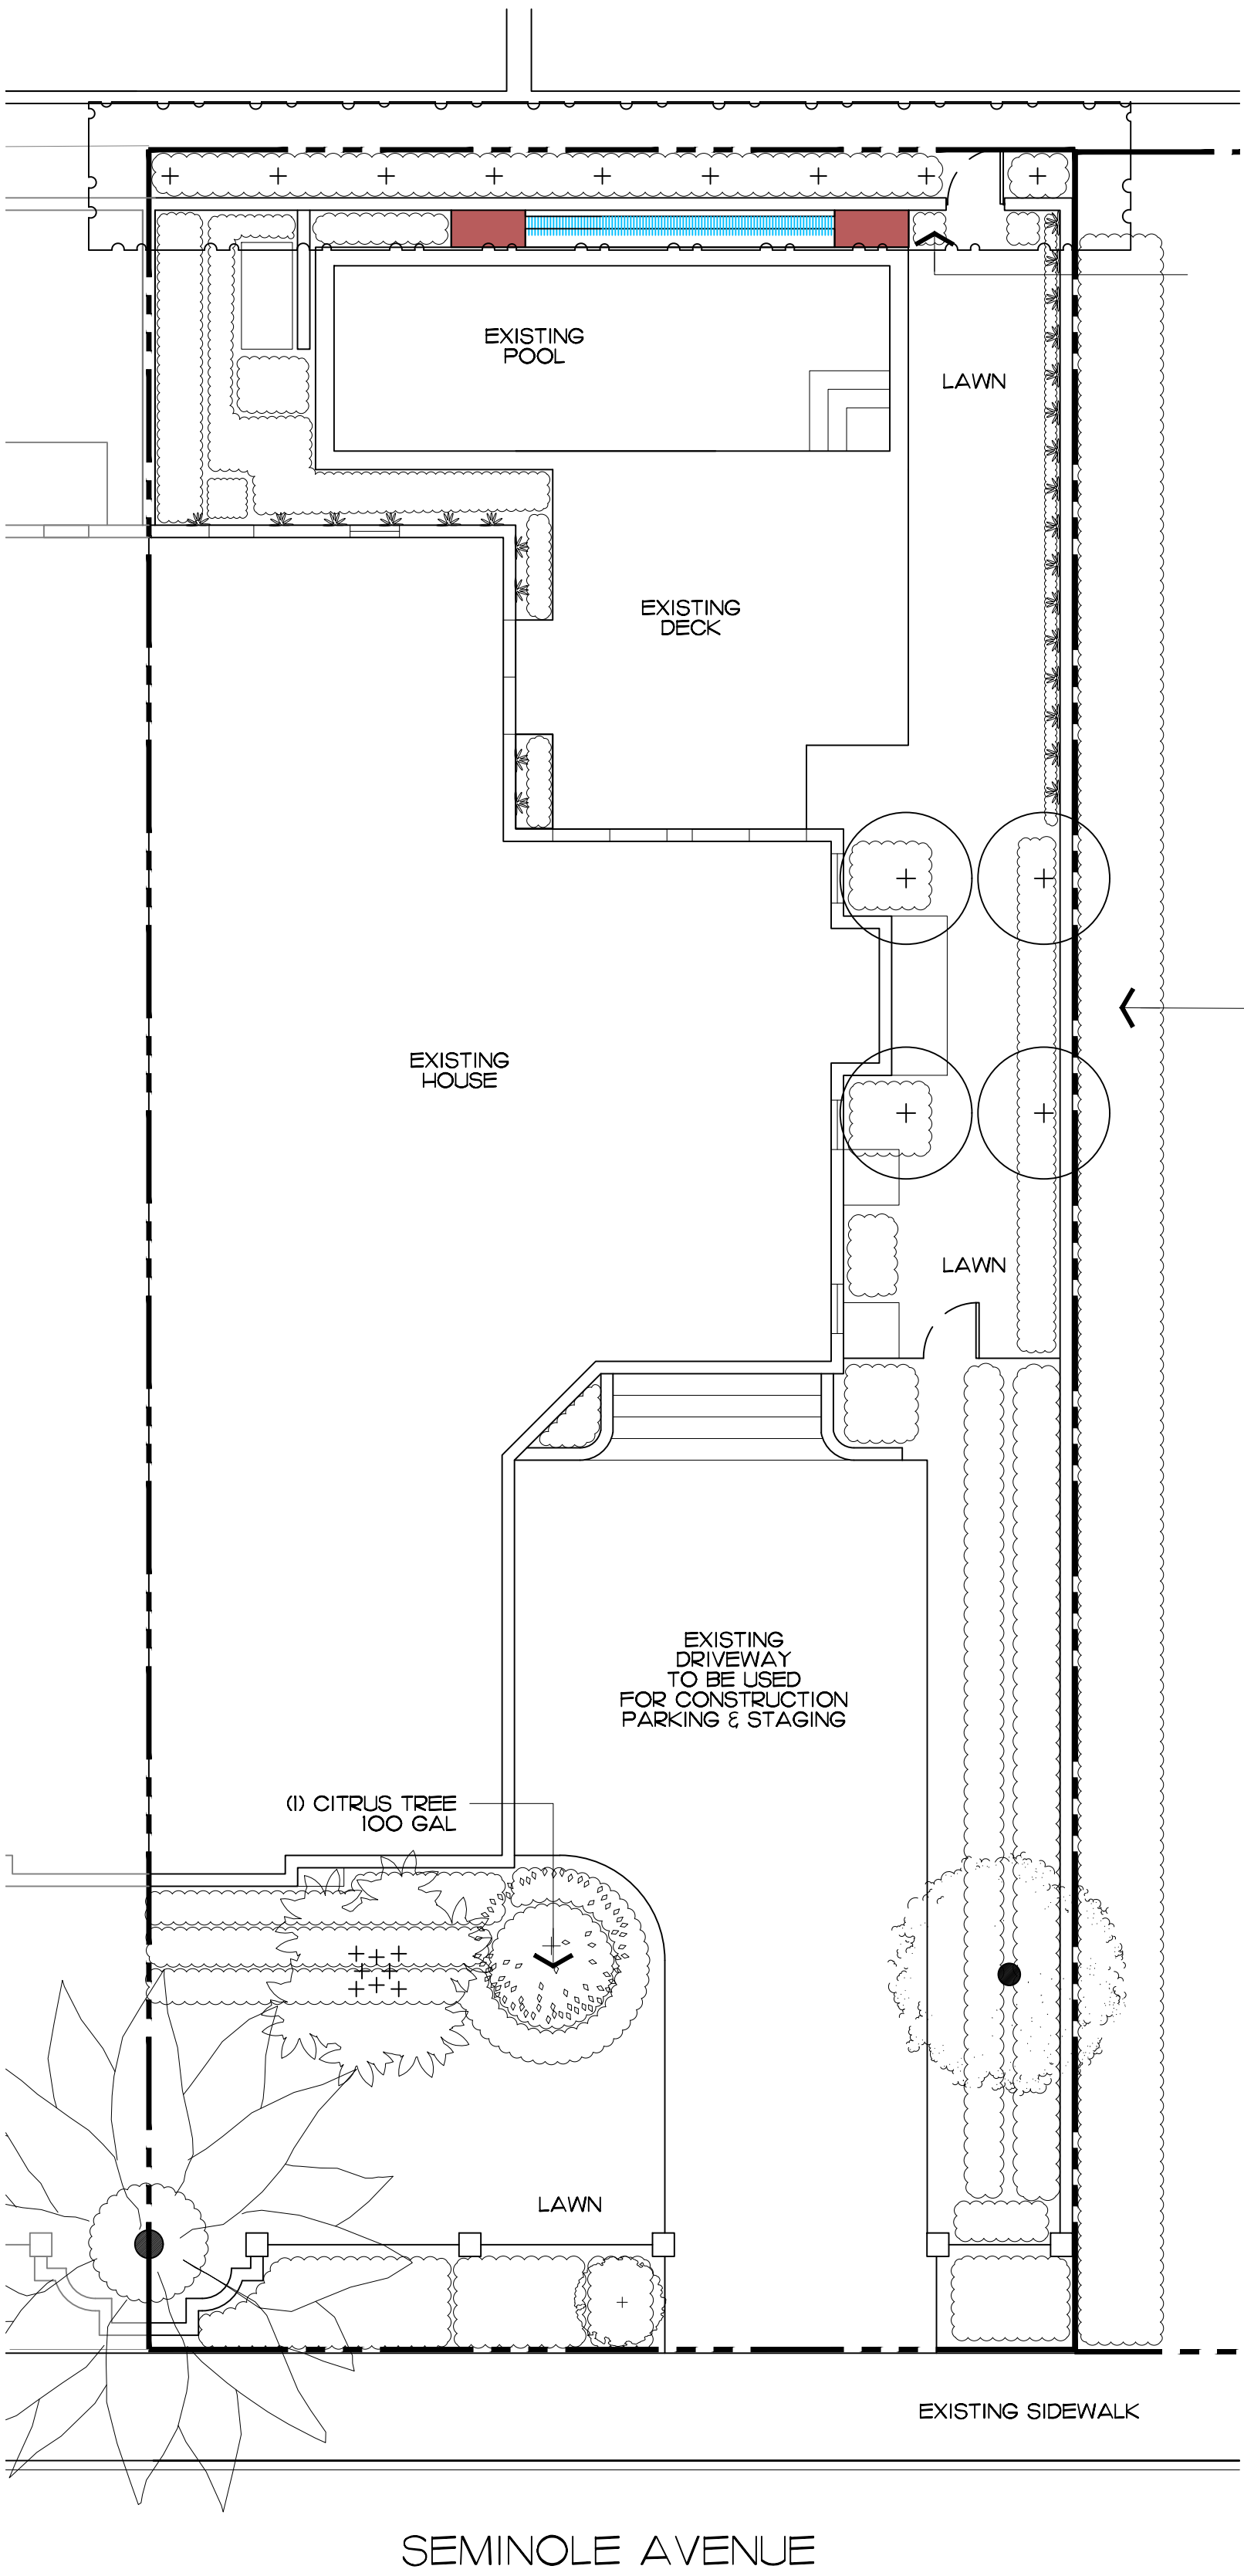 EXISTING
POOL
LAWN
EXISTING
DECK
EXISTING
HOUSE
LAWN
EXISTING
DRIVEWAY
TO BE USED
FOR CONSTRUCTION
PARKING & STAGING
(1) CITRUS TREE
100 GAL
LAWN
EXISTING SIDEWALK
SEMINOLE AVENUE